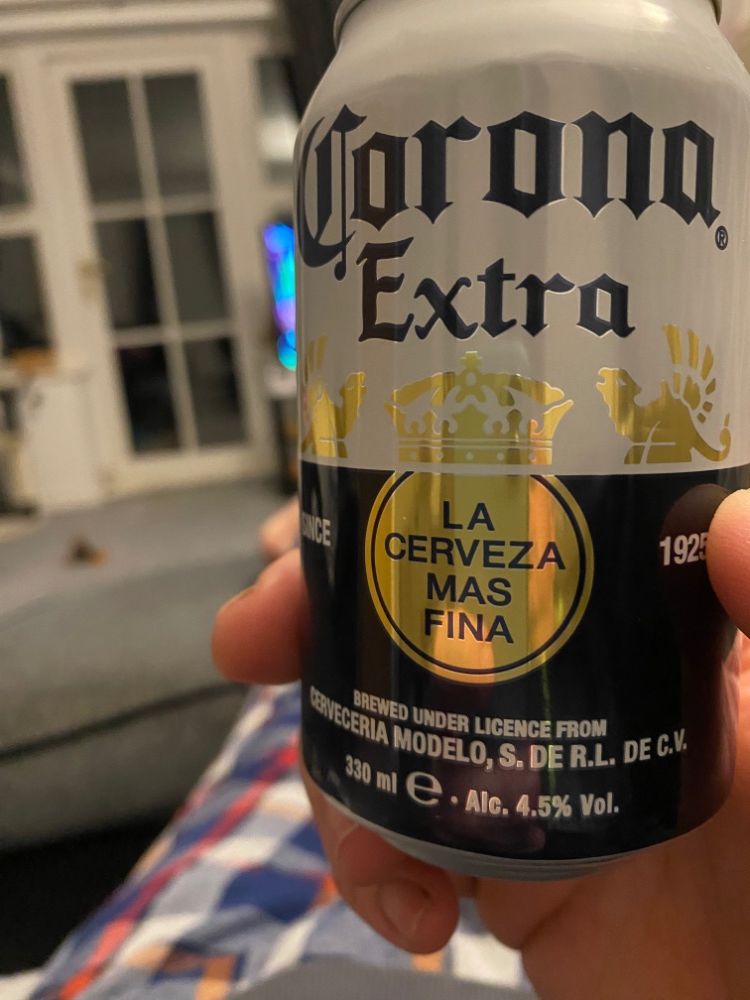 Corona
Extra
®
SINCE
LA
CERVEZA
MAS
FINA
1925
BREWED UNDER LICENCE FROM
CERVECERIA MODELO, S. DE R.L. DE C.V.
330 ml e · Alc. 4.5% Vol.